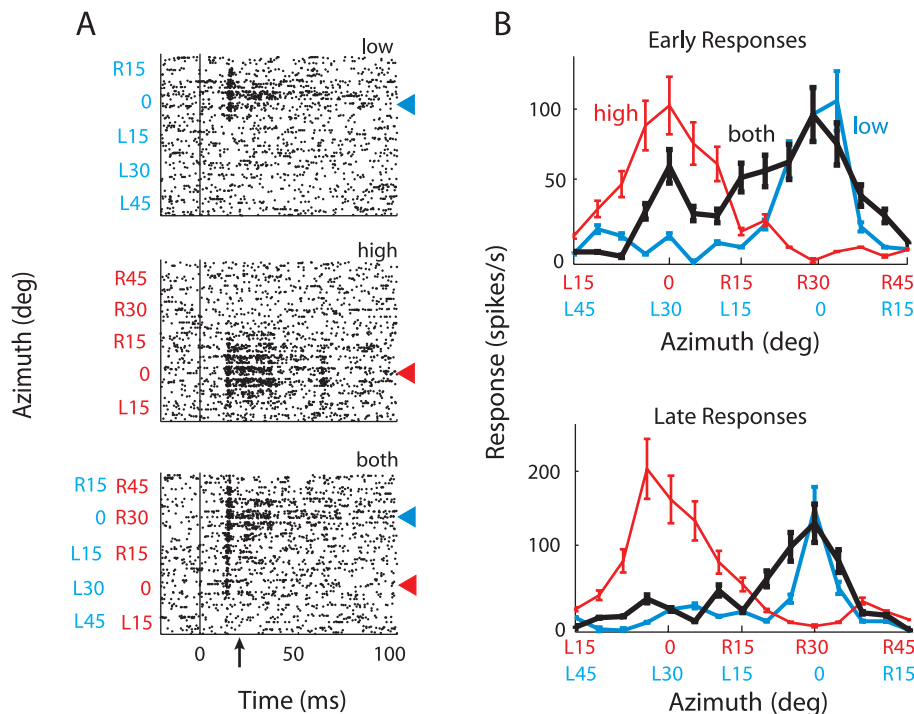 A
low
R15
0
L15
L30
L45
high
R45
R30
R15
0
L15
Azimuth (deg)
both
R15 R45
0 R30
L15 R15
L30 0
L45 L15
0 50 100
Time (ms)
B
Early Responses
high
both
low
100
50
0
L15 0 R15 R30 R45
L45 L30 L15 0 R15
Azimuth (deg)
Response (spikes/s)
Late Responses
200
100
0
L15 0 R15 R30 R45
L45 L30 L15 0 R15
Azimuth (deg)